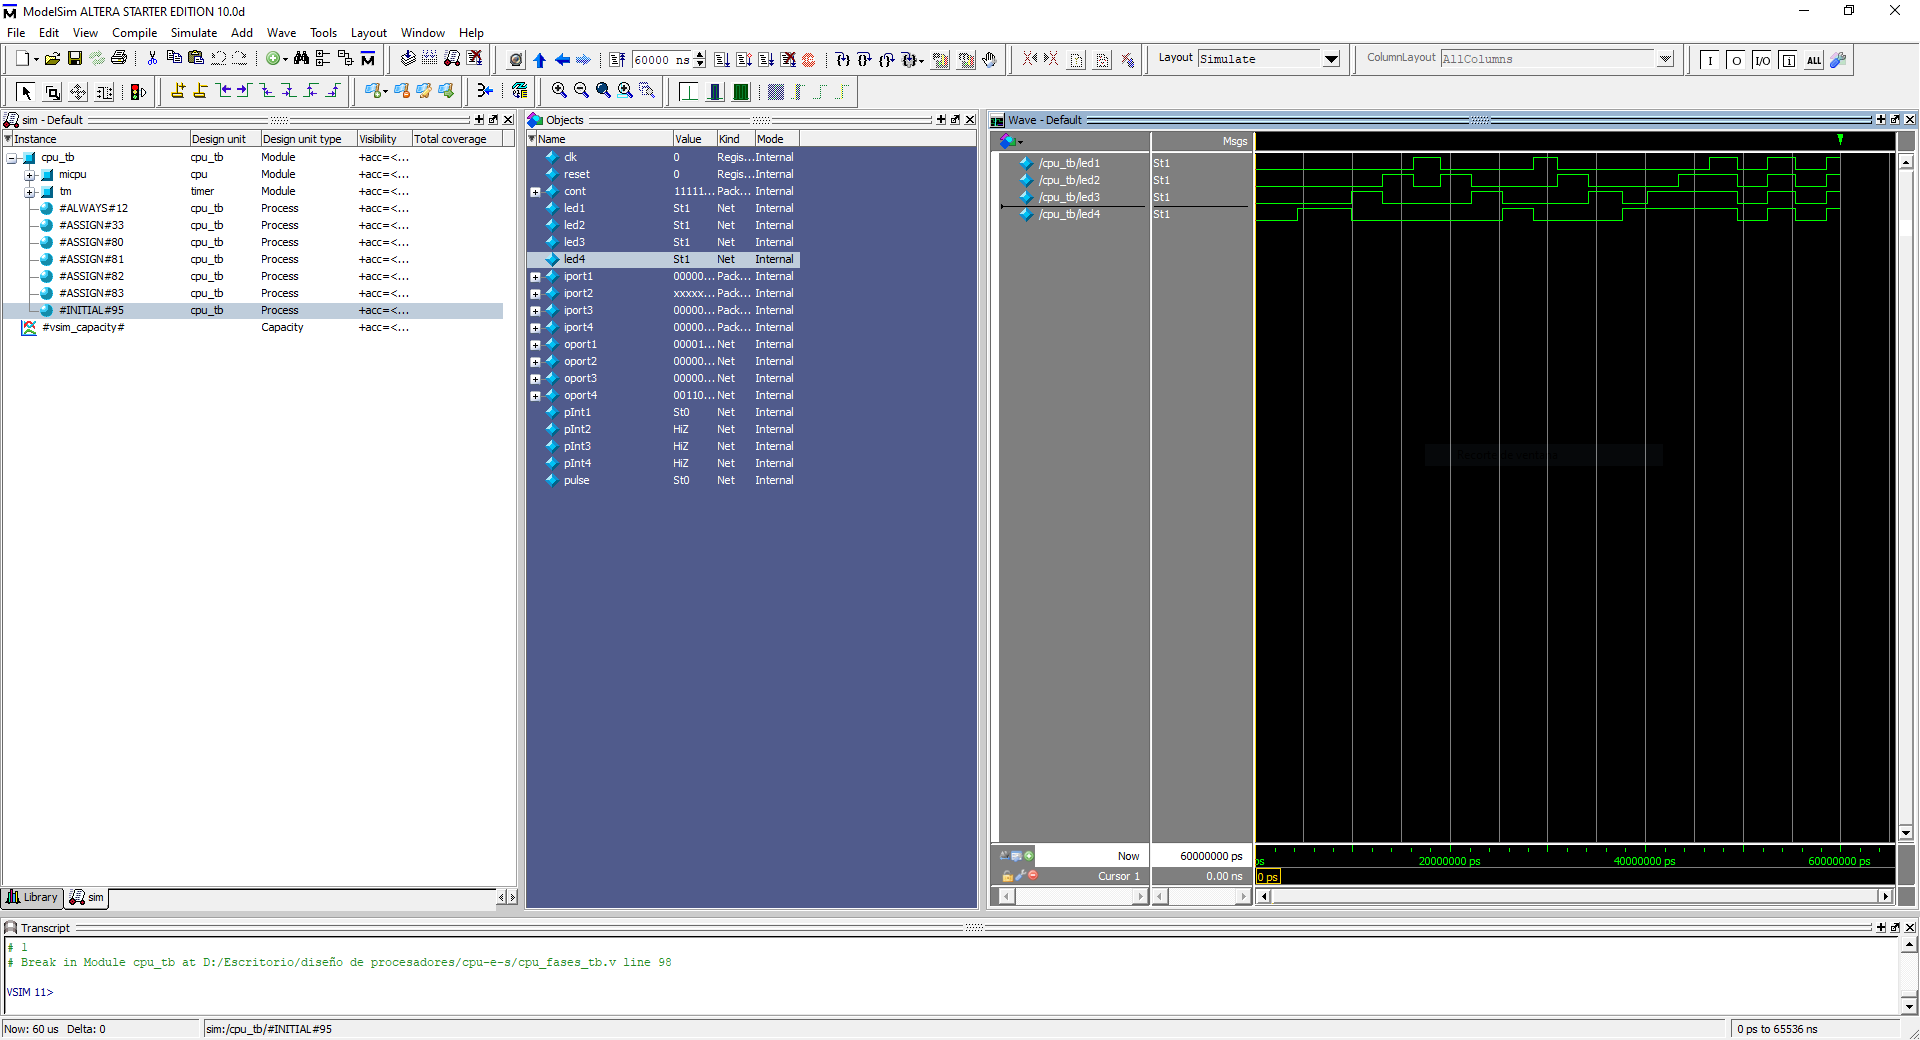 ModelSim ALTERA STARTER EDITION 10.0d
File Edit View Compile Simulate Add Wave Tools Layout Window Help
60000 ns
Layout Simulate
ColumnLayout AllColumns
I O I/O i ALL
sim - Default
Instance Design unit Design unit type Visibility Total coverage
cpu_tb cpu_tb Module +acc=<...
micpu cpu Module +acc=<...
tm timer Module +acc=<...
#ALWAYS#12 cpu_tb Process +acc=<...
#ASSIGN#33 cpu_tb Process +acc=<...
#ASSIGN#80 cpu_tb Process +acc=<...
#ASSIGN#81 cpu_tb Process +acc=<...
#ASSIGN#82 cpu_tb Process +acc=<...
#ASSIGN#83 cpu_tb Process +acc=<...
#INITIAL#95 cpu_tb Process +acc=<...
#vsim_capacity# Capacity +acc=<...
Library sim
Objects
Name Value Kind Mode
clk 0 Regis... Internal
reset 0 Regis... Internal
cont 11111... Pack... Internal
led1 St1 Net Internal
led2 St1 Net Internal
led3 St1 Net Internal
led4 St1 Net Internal
iport1 00000... Pack... Internal
iport2 xxxxx... Pack... Internal
iport3 00000... Pack... Internal
iport4 00000... Pack... Internal
oport1 00001... Net Internal
oport2 00000... Net Internal
oport3 00000... Net Internal
oport4 00110... Net Internal
pInt1 St0 Net Internal
pInt2 HiZ Net Internal
pInt3 HiZ Net Internal
pInt4 HiZ Net Internal
pulse St0 Net Internal
Wave - Default
Msgs
/cpu_tb/led1 St1
/cpu_tb/led2 St1
/cpu_tb/led3 St1
/cpu_tb/led4 St1
Now 60000000 ps
ps 20000000 ps 40000000 ps 60000000 ps
Cursor 1 0.00 ns
0 ps
Transcript
# 1
# Break in Module cpu_tb at D:/Escritorio/diseño de procesadores/cpu-e-s/cpu_fases_tb.v line 98
VSIM 11>
Now: 60 us Delta: 0
sim:/cpu_tb/#INITIAL#95
0 ps to 65536 ns